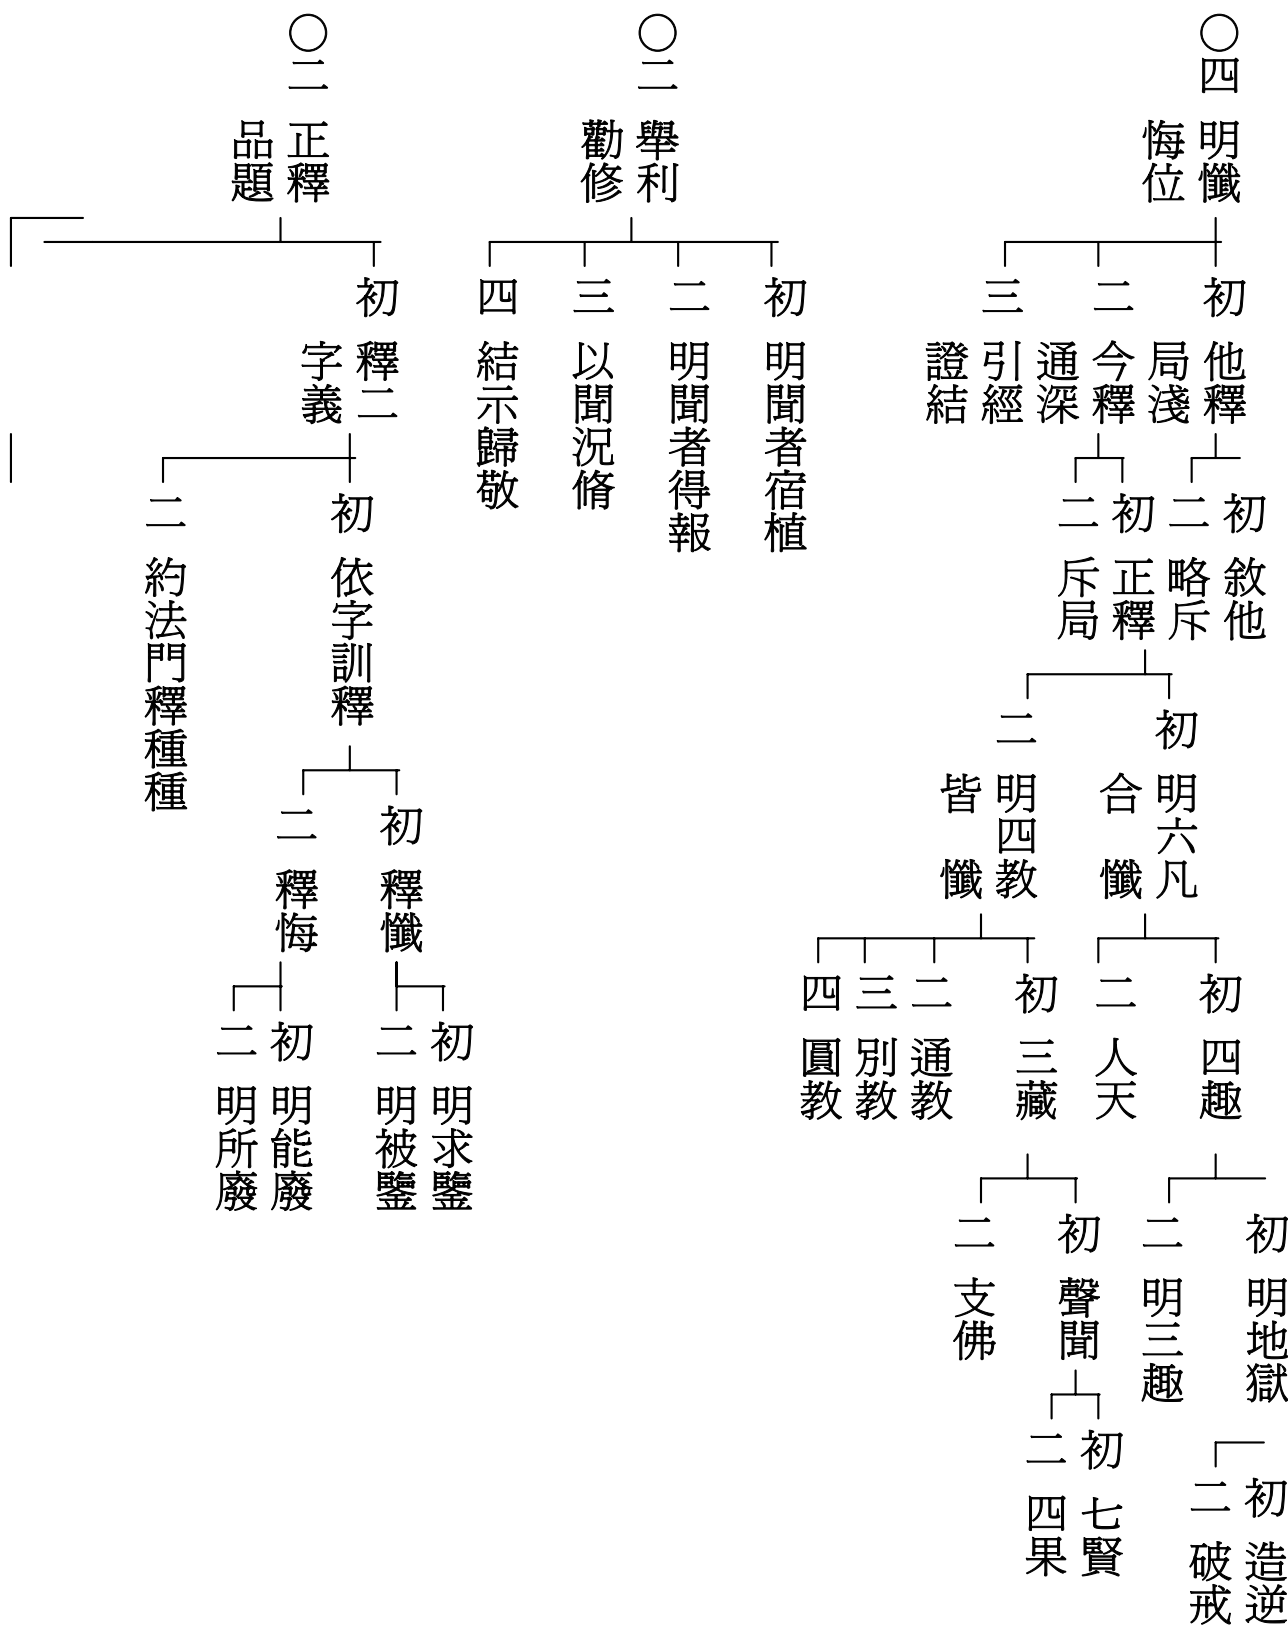 ○四 明懺悔位
初 他釋局淺
初 敘他
二 略斥
二 今釋通深
初 正釋
初 明六凡合懺
初 四趣
初 明地獄
初 造逆
二 破戒
二 明三趣
二 人天
二 明四教皆懺
初 三藏
初 聲聞
初 七賢
二 四果
二 支佛
二 通教
三 別教
四 圓教
二 斥局
三 引經證結
○二 舉利勸修
初 明聞者宿植
二 明聞者得報
三 以聞況脩
四 結示歸敬
○二 正釋品題
初 釋二字義
初 依字訓釋
初 釋懺
初 明求鑒
二 明被鑒
二 釋悔
初 明能廢
二 明所廢
二 約法門釋種種